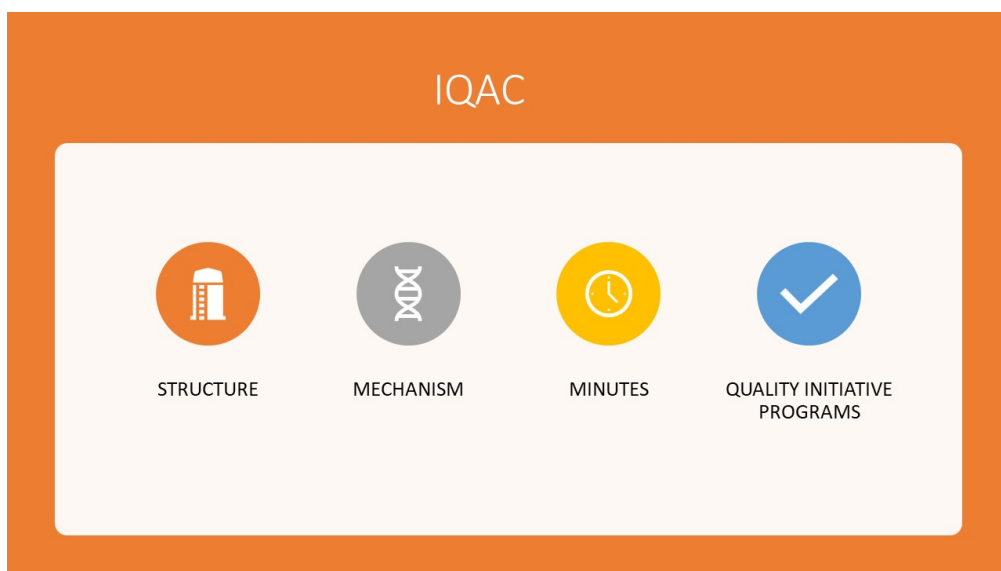 IQAC
STRUCTURE
MECHANISM
MINUTES
QUALITY INITIATIVE
PROGRAMS